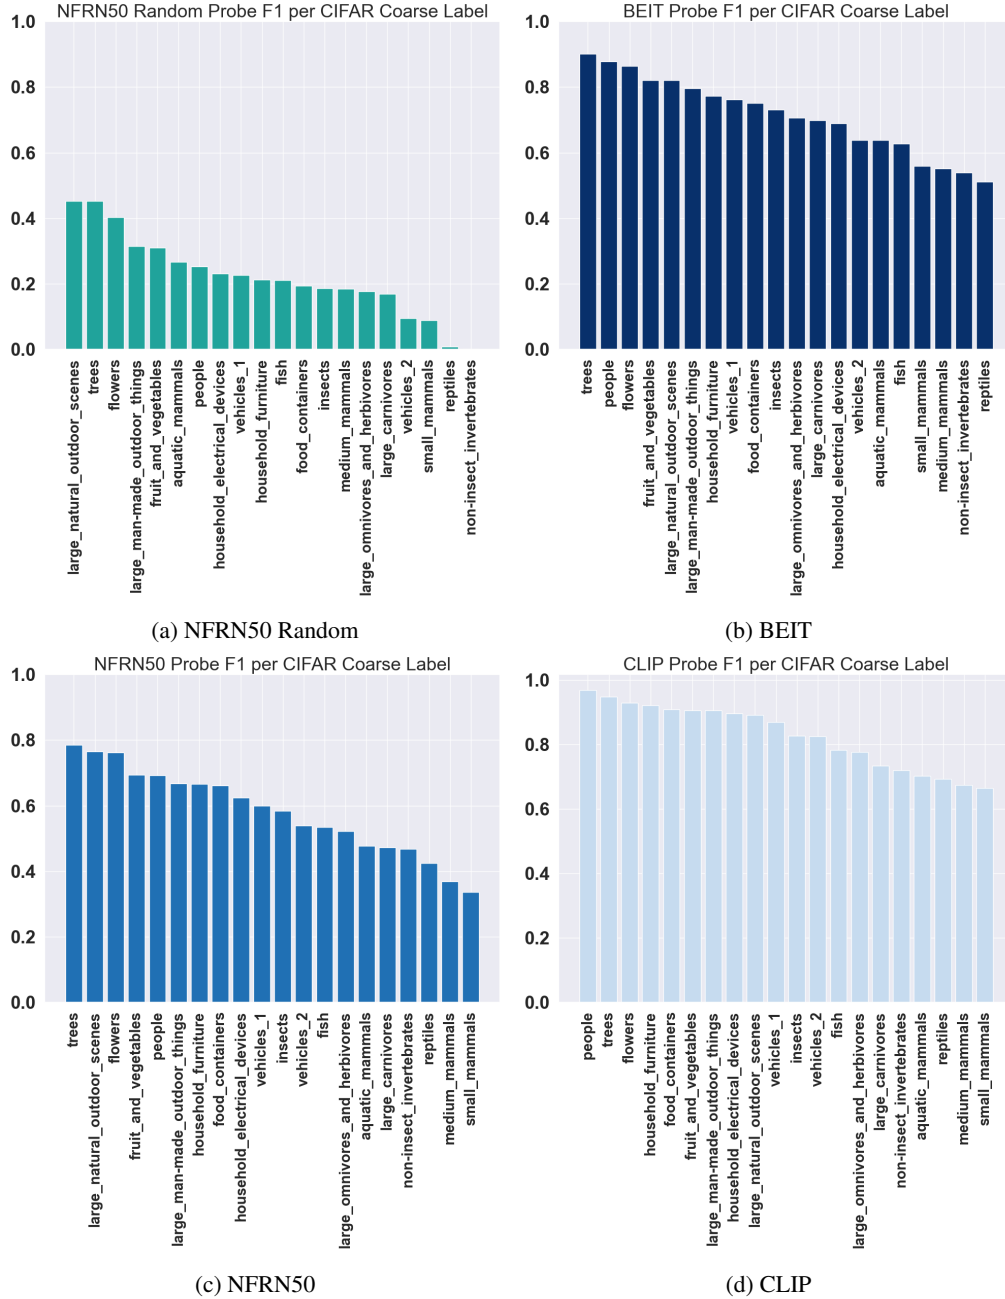 NFRN50 Random Probe F1 per CIFAR Coarse Label
1.0
0.8
0.6
0.4
0.2
0.0
large_natural_outdoor_scenes
trees
flowers
large_man-made_outdoor_things
fruit_and_vegetables
aquatic_mammals
people
household_electrical_devices
vehicles_1
household_furniture
fish
food_containers
insects
medium_mammals
large_omnivores_and_herbivores
large_carnivores
vehicles_2
small_mammals
reptiles
non-insect_invertebrates
(a) NFRN50 Random
BEIT Probe F1 per CIFAR Coarse Label
1.0
0.8
0.6
0.4
0.2
0.0
trees
people
flowers
fruit_and_vegetables
large_natural_outdoor_scenes
large_man-made_outdoor_things
household_furniture
vehicles_1
food_containers
insects
large_omnivores_and_herbivores
large_carnivores
household_electrical_devices
vehicles_2
aquatic_mammals
fish
small_mammals
medium_mammals
non-insect_invertebrates
reptiles
(b) BEIT
NFRN50 Probe F1 per CIFAR Coarse Label
1.0
0.8
0.6
0.4
0.2
0.0
trees
large_natural_outdoor_scenes
flowers
fruit_and_vegetables
people
large_man-made_outdoor_things
household_furniture
food_containers
household_electrical_devices
vehicles_1
insects
vehicles_2
fish
large_omnivores_and_herbivores
aquatic_mammals
large_carnivores
non-insect_invertebrates
reptiles
medium_mammals
small_mammals
(c) NFRN50
CLIP Probe F1 per CIFAR Coarse Label
1.0
0.8
0.6
0.4
0.2
0.0
people
trees
flowers
household_furniture
food_containers
fruit_and_vegetables
large_man-made_outdoor_things
household_electrical_devices
large_natural_outdoor_scenes
vehicles_1
insects
vehicles_2
fish
large_omnivores_and_herbivores
large_carnivores
non-insect_invertebrates
aquatic_mammals
reptiles
medium_mammals
small_mammals
(d) CLIP